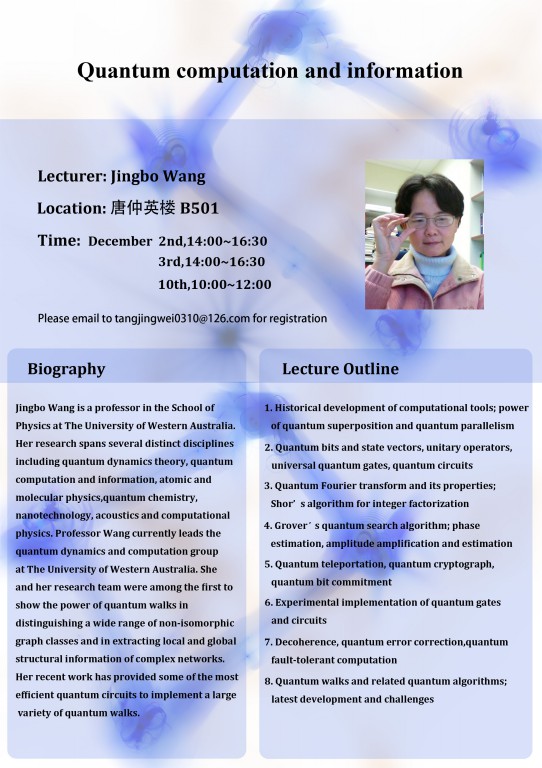 Quantum computation and information
Lecturer: Jingbo Wang
Location: 唐仲英楼 B501
Time: December 2nd,14:00~16:30
3rd,14:00~16:30
10th,10:00~12:00
Please email to tangjingwei0310@126.com for registration
Biography
Jingbo Wang is a professor in the School of
Physics at The University of Western Australia.
Her research spans several distinct disciplines
including quantum dynamics theory, quantum
computation and information, atomic and
molecular physics,quantum chemistry,
nanotechnology, acoustics and computational
physics. Professor Wang currently leads the
quantum dynamics and computation group
at The University of Western Australia. She
and her research team were among the first to
show the power of quantum walks in
distinguishing a wide range of non-isomorphic
graph classes and in extracting local and global
structural information of complex networks.
Her recent work has provided some of the most
efficient quantum circuits to implement a large
variety of quantum walks.
Lecture Outline
1. Historical development of computational tools; power
of quantum superposition and quantum parallelism
2. Quantum bits and state vectors, unitary operators,
universal quantum gates, quantum circuits
3. Quantum Fourier transform and its properties;
Shor’s algorithm for integer factorization
4. Grover’s quantum search algorithm; phase
estimation, amplitude amplification and estimation
5. Quantum teleportation, quantum cryptograph,
quantum bit commitment
6. Experimental implementation of quantum gates
and circuits
7. Decoherence, quantum error correction,quantum
fault-tolerant computation
8. Quantum walks and related quantum algorithms;
latest development and challenges